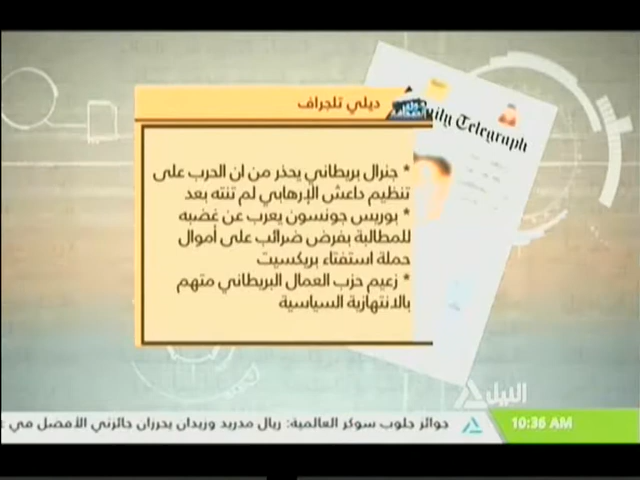 ديلي تلجراف
Daily Telegraph
* جنرال بريطاني يحذر من ان الحرب على
تنظيم داعش الإرهابي لم تنته بعد
* بوريس جونسون يعرب عن غضبه
للمطالبة بفرض ضرائب على أموال
حملة استفتاء بريكسيت
* زعيم حزب العمال البريطاني متهم
بالانتهازية السياسية
النيل
10:36 AM
جوائز جلوب سوكر العالمية: ريال مدريد وزيدان يحرزان جائزتي الأفضل في